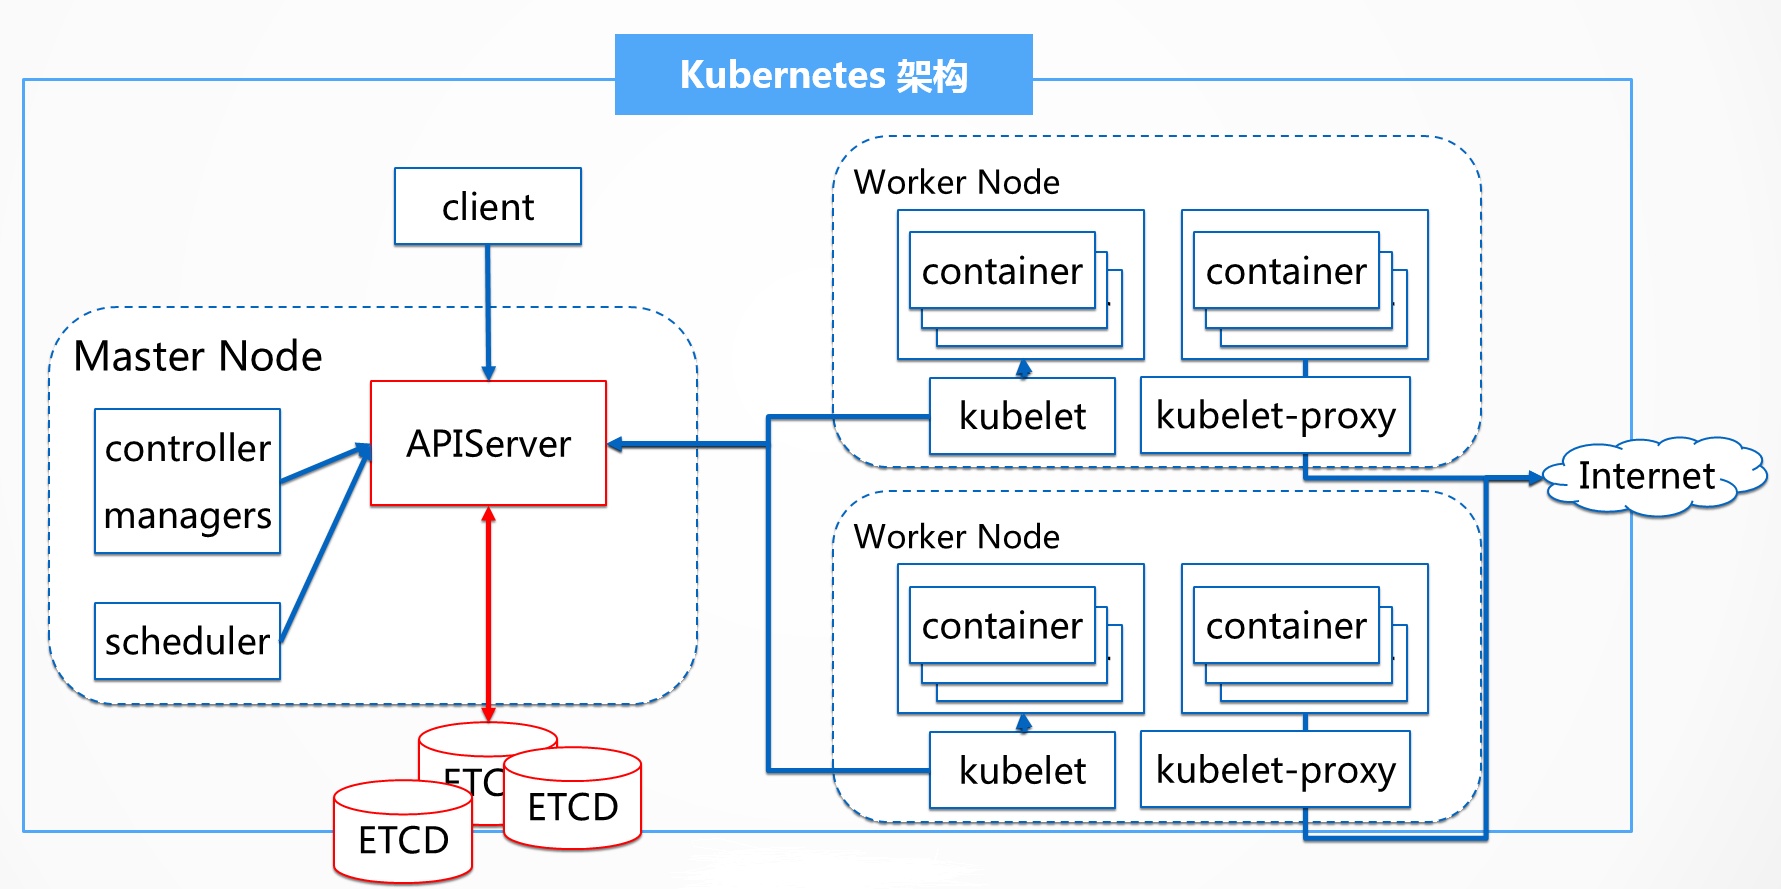 Kubernetes 架构
client
Master Node
controller
managers
scheduler
APIServer
ETCD
ETCD
Worker Node
container
container
kubelet
kubelet-proxy
Worker Node
container
container
kubelet
kubelet-proxy
Internet